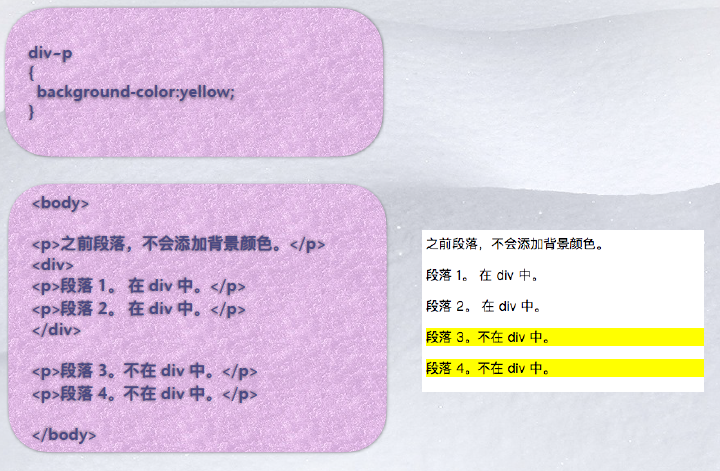 div~p
{
background-color:yellow;
}
<body>
<p>之前段落，不会添加背景颜色。</p>
<div>
<p>段落 1。 在 div 中。</p>
<p>段落 2。 在 div 中。</p>
</div>
<p>段落 3。不在 div 中。</p>
<p>段落 4。不在 div 中。</p>
</body>
之前段落，不会添加背景颜色。
段落 1。 在 div 中。
段落 2。 在 div 中。
段落 3。不在 div 中。
段落 4。不在 div 中。